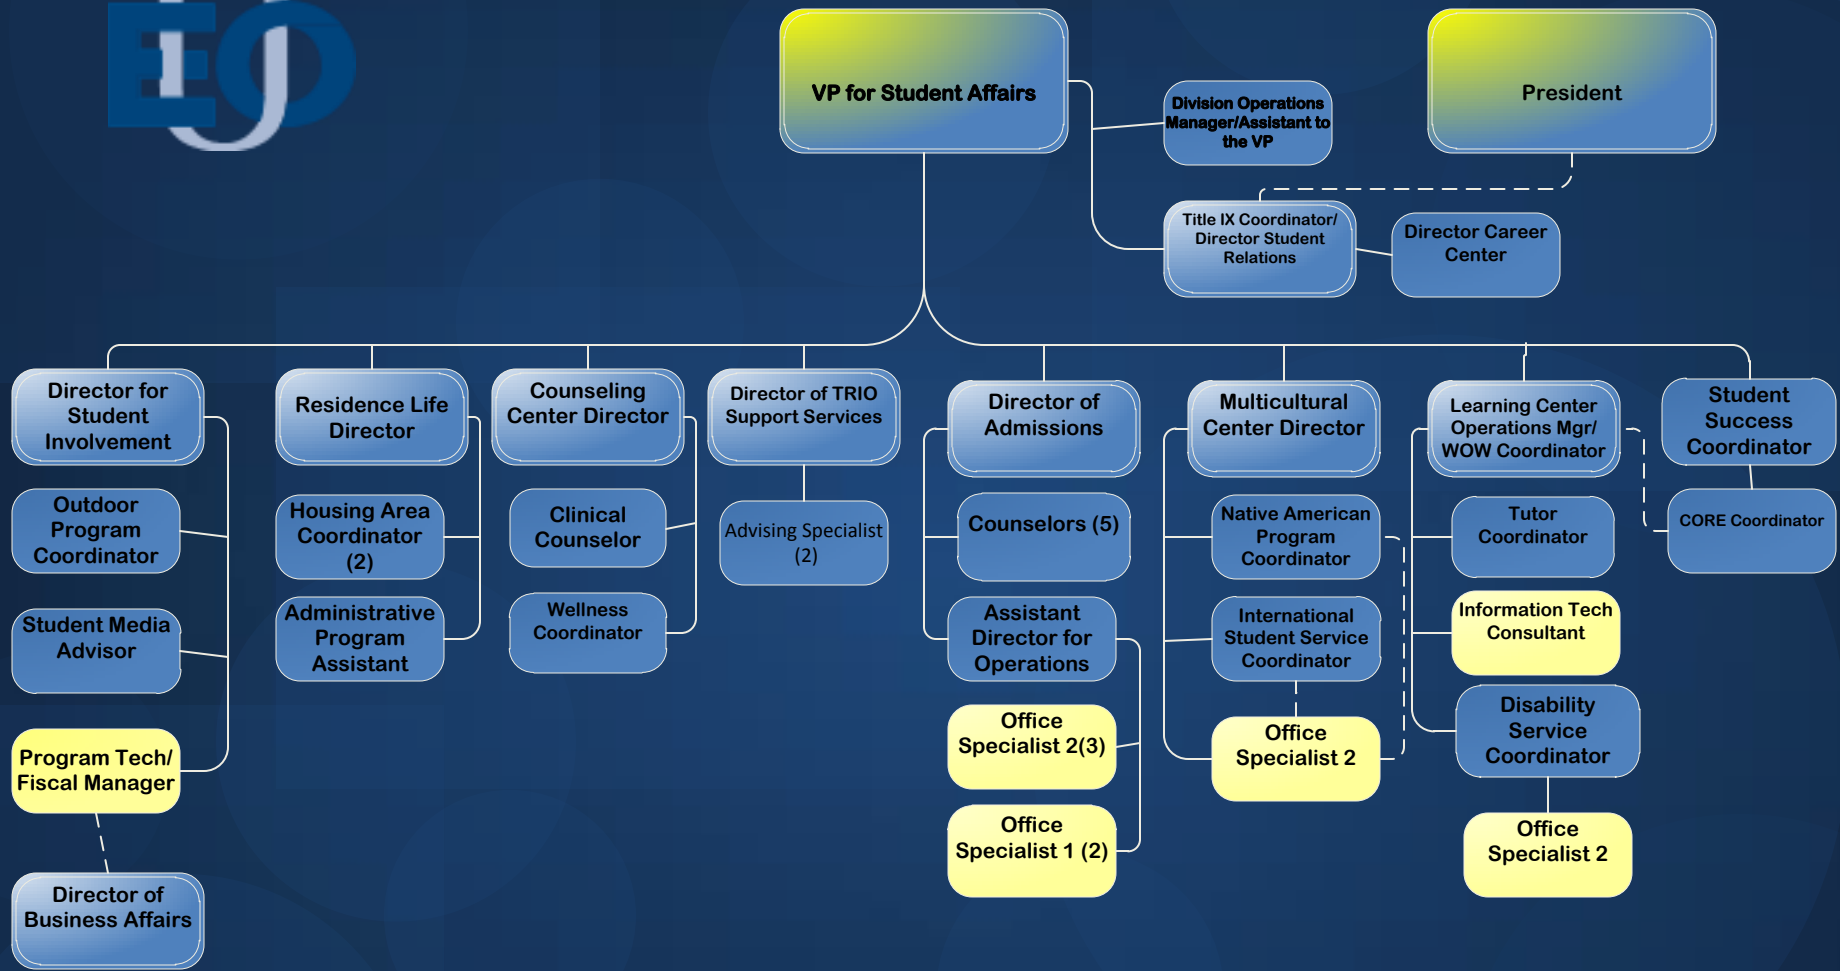 EOU
VP for Student Affairs
Division Operations
Manager/Assistant to
the VP
President
Title IX Coordinator/
Director Student
Relations
Director Career
Center
Director for
Student
Involvement
Outdoor
Program
Coordinator
Student Media
Advisor
Program Tech/
Fiscal Manager
Director of
Business Affairs
Residence Life
Director
Housing Area
Coordinator
(2)
Administrative
Program
Assistant
Counseling
Center Director
Clinical
Counselor
Wellness
Coordinator
Director of TRIO
Support Services
Advising Specialist
(2)
Director of
Admissions
Counselors (5)
Assistant
Director for
Operations
Office
Specialist 2(3)
Office
Specialist 1 (2)
Multicultural
Center Director
Native American
Program
Coordinator
International
Student Service
Coordinator
Office
Specialist 2
Learning Center
Operations Mgr/
WOW Coordinator
Tutor
Coordinator
Information Tech
Consultant
Disability
Service
Coordinator
Office
Specialist 2
Student
Success
Coordinator
CORE Coordinator